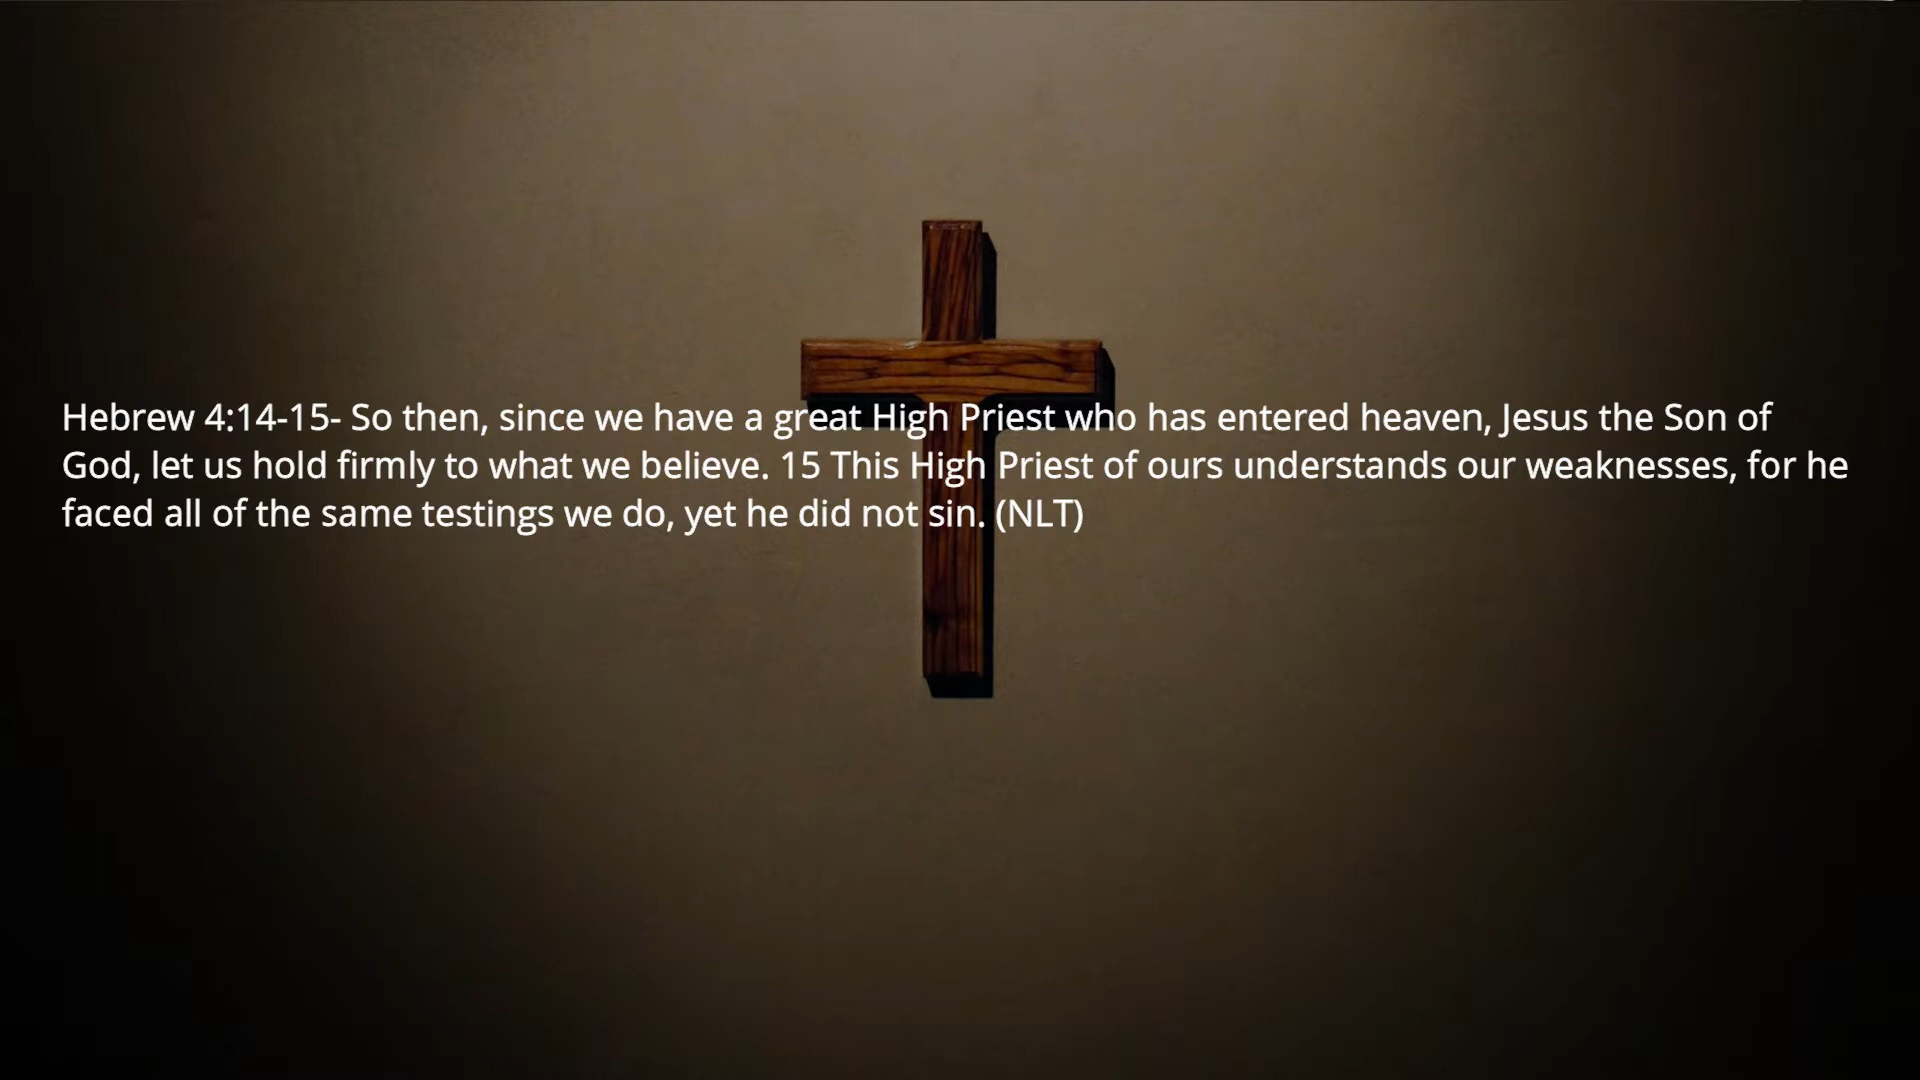 Hebrew 4:14-15- So then, since we have a great High Priest who has entered heaven, Jesus the Son of
God, let us hold firmly to what we believe. 15 This High Priest of ours understands our weaknesses, for he
faced all of the same testings we do, yet he did not sin. (NLT)